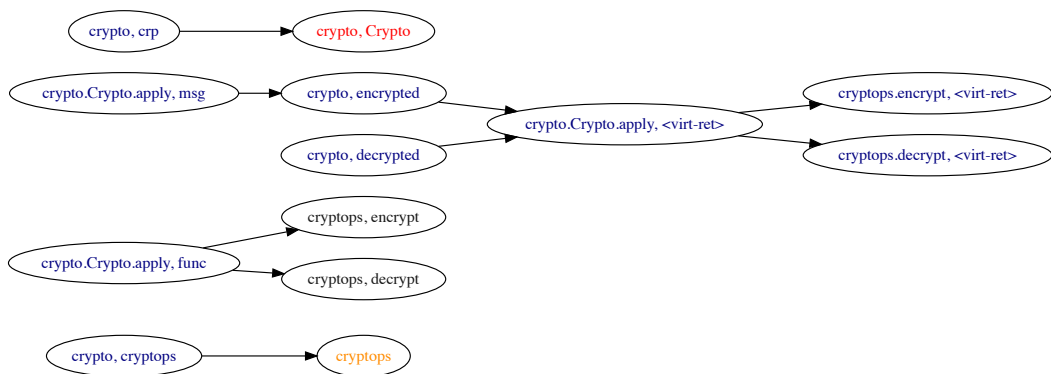 crypto, crp
crypto, Crypto
crypto.Crypto.apply, msg
crypto, encrypted
crypto.Crypto.apply, <virt-ret>
cryptops.encrypt, <virt-ret>
crypto, decrypted
cryptops.decrypt, <virt-ret>
cryptops, encrypt
crypto.Crypto.apply, func
cryptops, decrypt
crypto, cryptops
cryptops